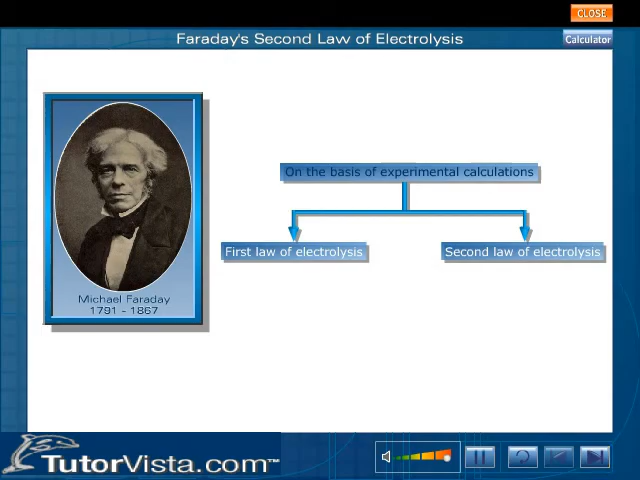 CLOSE
Faraday's Second Law of Electrolysis
Calculator
On the basis of experimental calculations
First law of electrolysis
Second law of electrolysis
Michael Faraday
1791 - 1867
TutorVista.com™